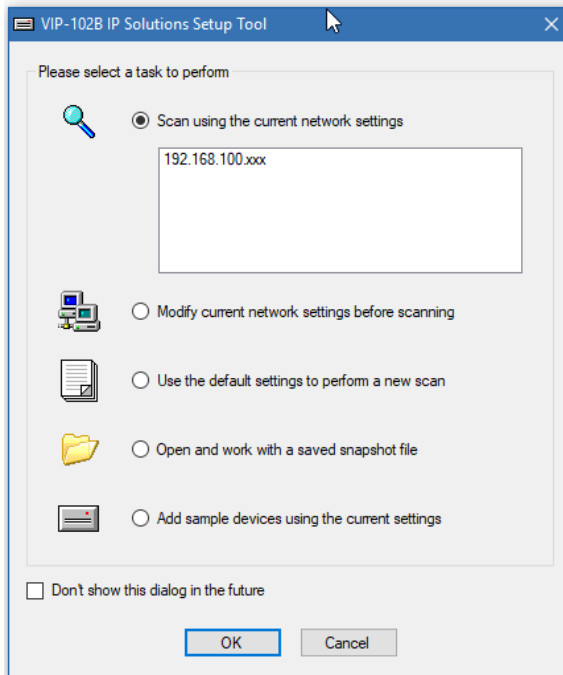 VIP-102B IP Solutions Setup Tool
Please select a task to perform
Scan using the current network settings
192.168.100.xxx
Modify current network settings before scanning
Use the default settings to perform a new scan
Open and work with a saved snapshot file
Add sample devices using the current settings
Don't show this dialog in the future
OK Cancel